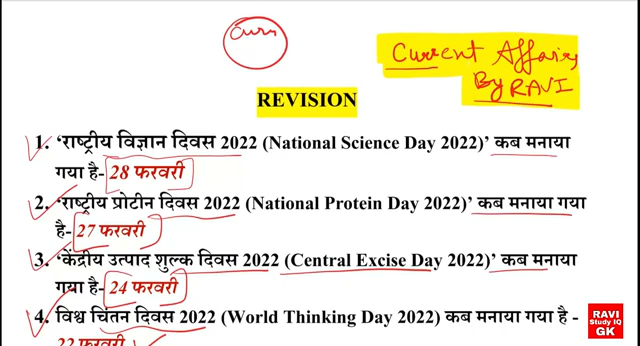 Curr
Current Affairs
By RAVI
REVISION
1. ‘राष्ट्रीय विज्ञान दिवस 2022 (National Science Day 2022)’ कब मनाया
गया है- 28 फरवरी
2. ‘राष्ट्रीय प्रोटीन दिवस 2022 (National Protein Day 2022)’ कब मनाया गया
है- 27 फरवरी
3. ‘केंद्रीय उत्पाद शुल्क दिवस 2022 (Central Excise Day 2022)’ कब मनाया
गया है- 24 फरवरी
4. विश्व चिंतन दिवस 2022 (World Thinking Day 2022) कब मनाया गया है -
22 फरवरी
RAVI
Study IQ
GK